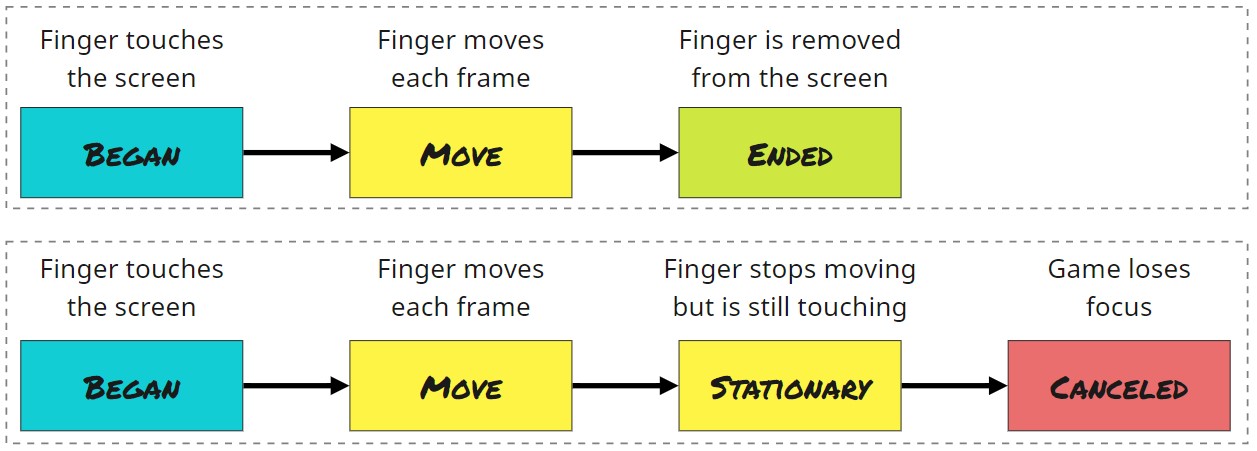 Finger touches
the screen
Finger moves
each frame
Finger is removed
from the screen
Began
Move
Ended
Finger touches
the screen
Finger moves
each frame
Finger stops moving
but is still touching
Game loses
focus
Began
Move
Stationary
Canceled